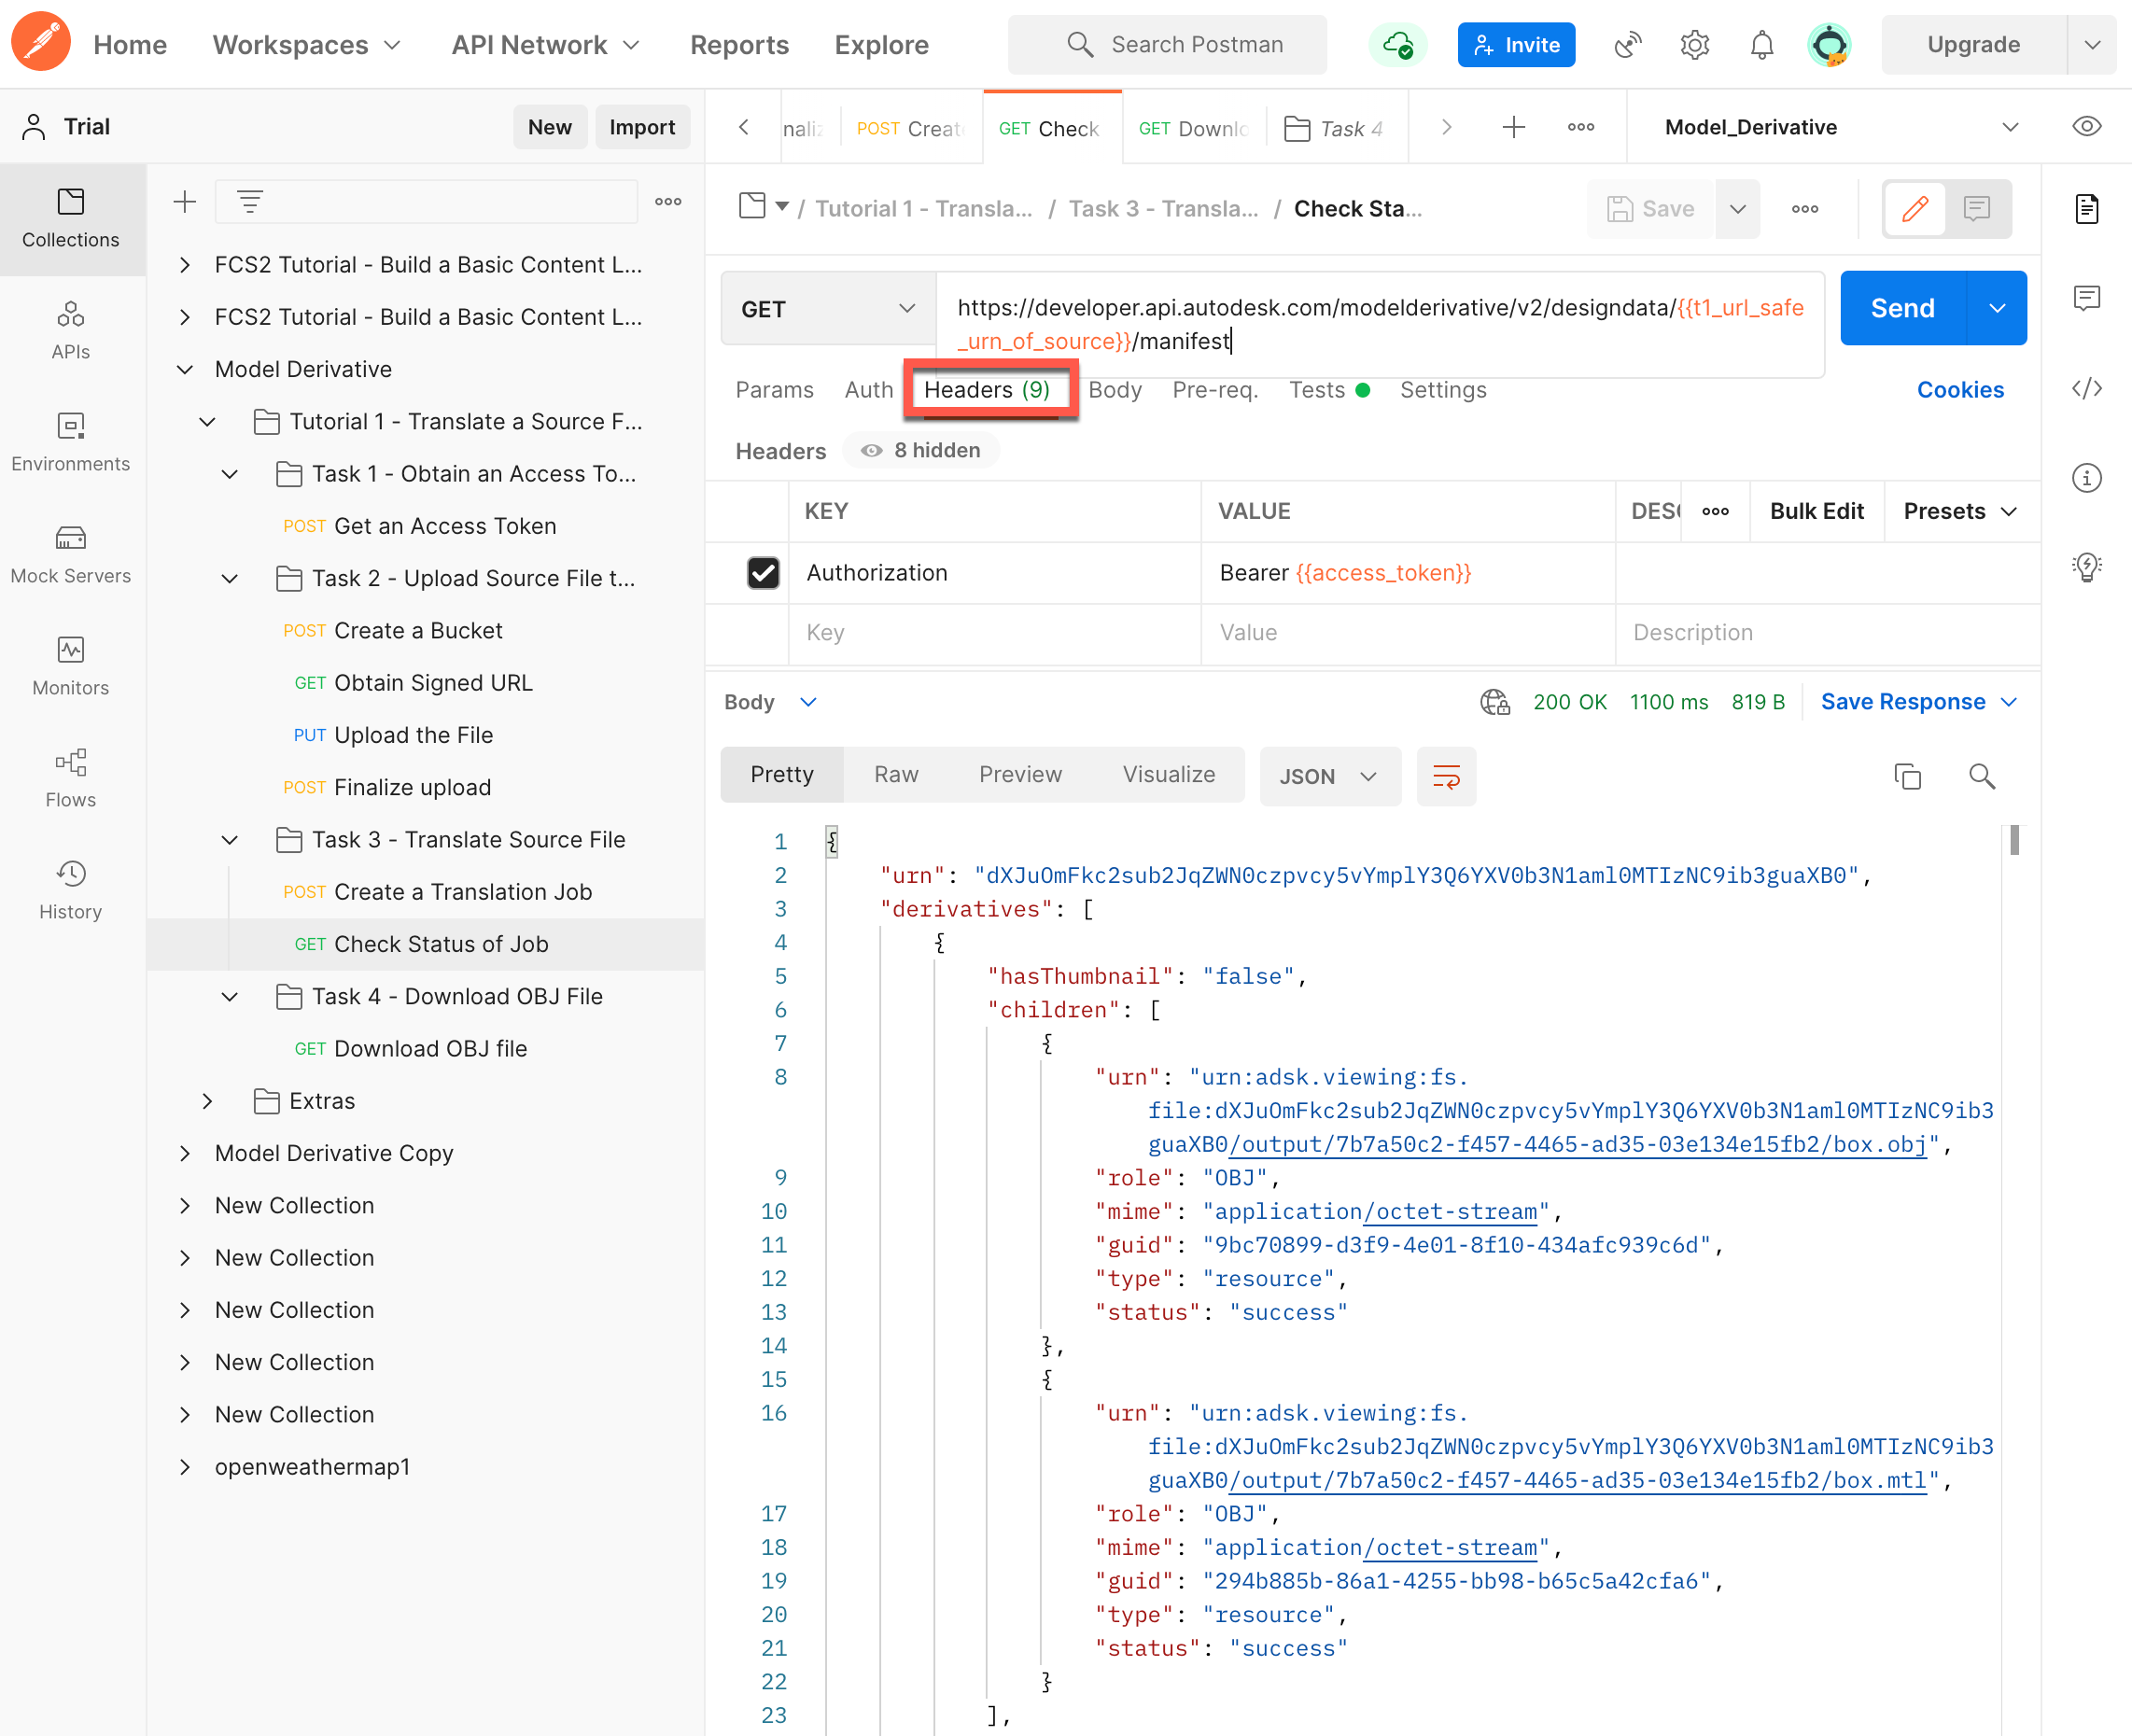 Home
Workspaces
API Network
Reports
Explore
Search Postman
Invite
Upgrade
Trial
New
Import
naliz
POST Creat
GET Check
GET Downlo
Task 4
Model_Derivative
Collections
APIs
Environments
Mock Servers
Monitors
Flows
History
FCS2 Tutorial - Build a Basic Content L...
FCS2 Tutorial - Build a Basic Content L...
Model Derivative
Tutorial 1 - Translate a Source F...
Task 1 - Obtain an Access To...
POST Get an Access Token
Task 2 - Upload Source File t...
POST Create a Bucket
GET Obtain Signed URL
PUT Upload the File
POST Finalize upload
Task 3 - Translate Source File
POST Create a Translation Job
GET Check Status of Job
Task 4 - Download OBJ File
GET Download OBJ file
Extras
Model Derivative Copy
New Collection
New Collection
New Collection
New Collection
New Collection
openweathermap1
/ Tutorial 1 - Transla... / Task 3 - Transla... / Check Sta...
Save
GET
https://developer.api.autodesk.com/modelderivative/v2/designdata/{{t1_url_safe
_urn_of_source}}/manifest
Send
Params Auth Headers (9) Body Pre-req. Tests Settings
Cookies
Headers 8 hidden
KEY VALUE DESC Bulk Edit Presets
Authorization Bearer {{access_token}}
Key Value Description
Body
200 OK 1100 ms 819 B Save Response
Pretty Raw Preview Visualize JSON
1 {
2 "urn": "dXJuOmFkc2sub2JqZWN0czpvcy5vYmplY3Q6YXV0b3N1aml0MTIzNC9ib3guaXB0",
3 "derivatives": [
4 {
5 "hasThumbnail": "false",
6 "children": [
7 {
8 "urn": "urn:adsk.viewing:fs.
file:dXJuOmFkc2sub2JqZWN0czpvcy5vYmplY3Q6YXV0b3N1aml0MTIzNC9ib3
guaXB0/output/7b7a50c2-f457-4465-ad35-03e134e15fb2/box.obj",
9 "role": "OBJ",
10 "mime": "application/octet-stream",
11 "guid": "9bc70899-d3f9-4e01-8f10-434afc939c6d",
12 "type": "resource",
13 "status": "success"
14 },
15 {
16 "urn": "urn:adsk.viewing:fs.
file:dXJuOmFkc2sub2JqZWN0czpvcy5vYmplY3Q6YXV0b3N1aml0MTIzNC9ib3
guaXB0/output/7b7a50c2-f457-4465-ad35-03e134e15fb2/box.mtl",
17 "role": "OBJ",
18 "mime": "application/octet-stream",
19 "guid": "294b885b-86a1-4255-bb98-b65c5a42cfa6",
20 "type": "resource",
21 "status": "success"
22 }
23 ],